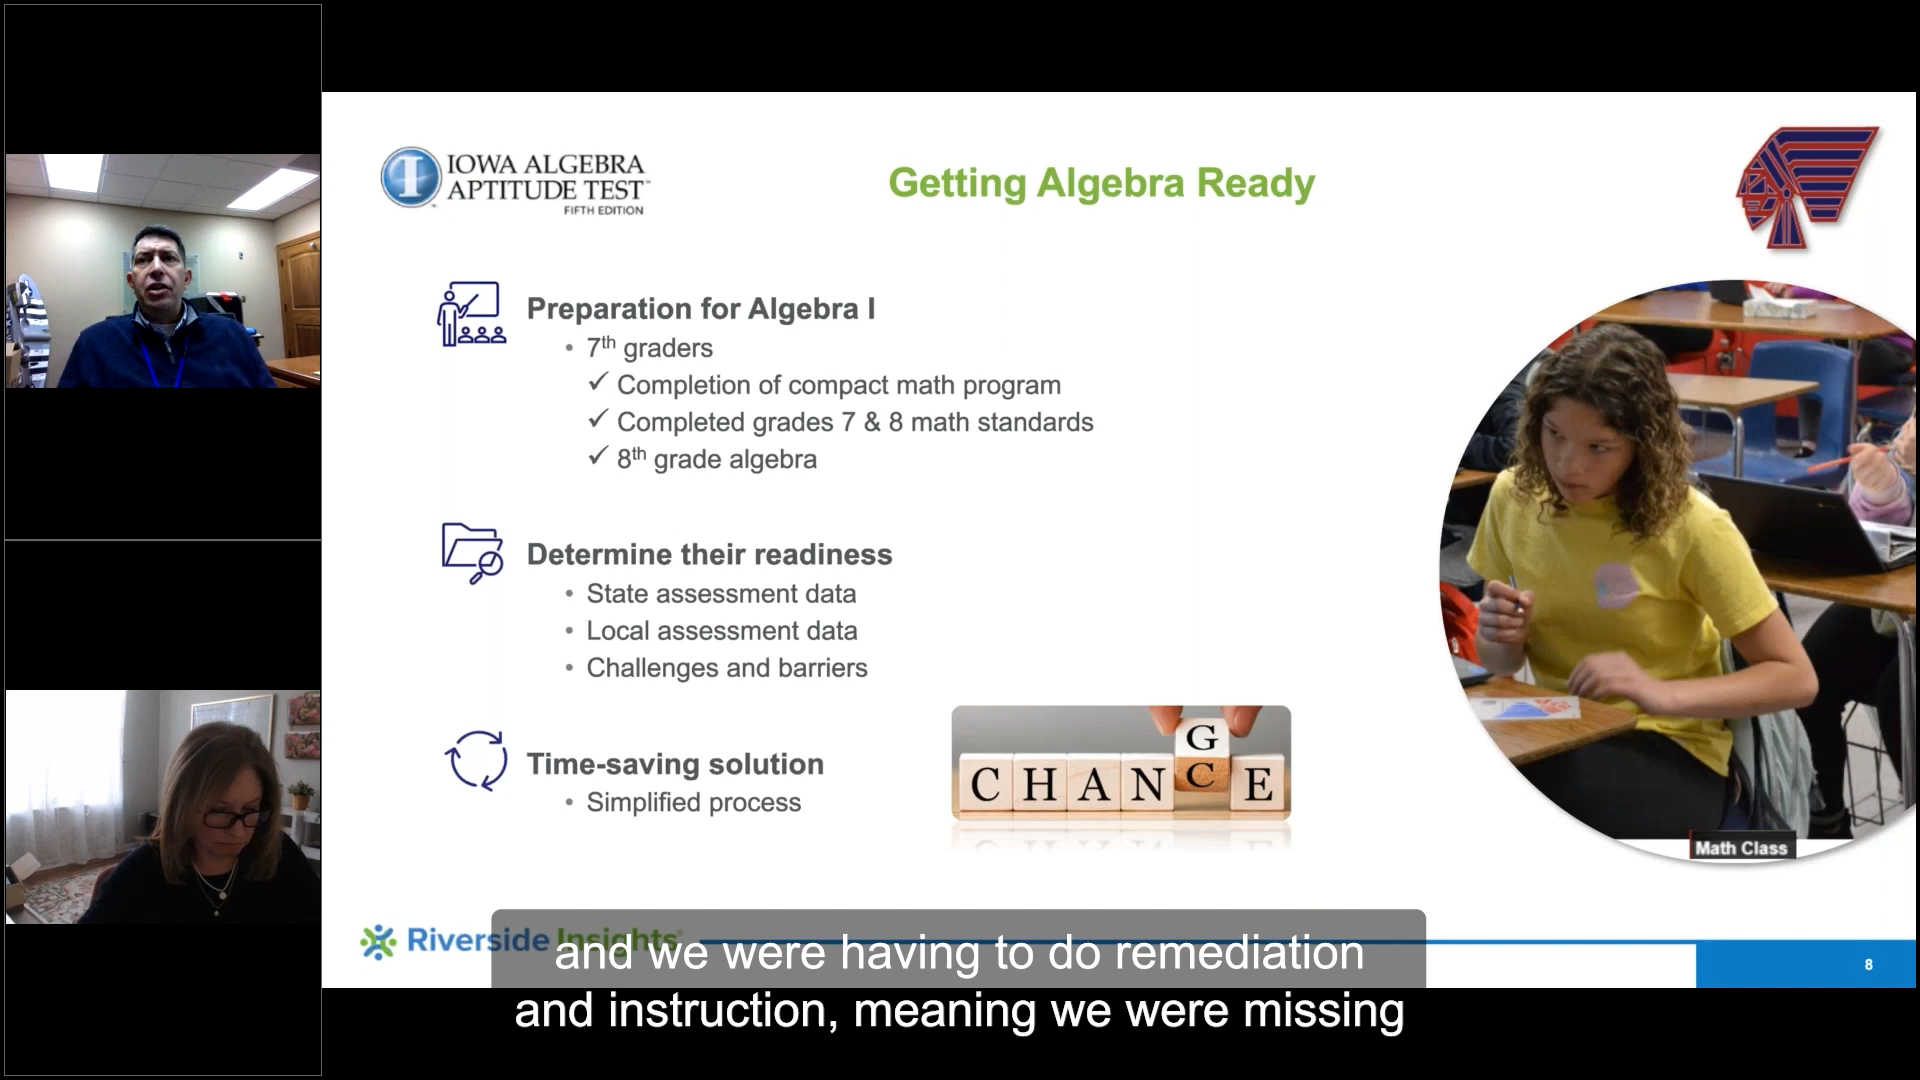 IOWA ALGEBRA
APTITUDE TEST™
FIFTH EDITION
Getting Algebra Ready
Preparation for Algebra I
• 7th graders
✓ Completion of compact math program
✓ Completed grades 7 & 8 math standards
✓ 8th grade algebra
Determine their readiness
• State assessment data
• Local assessment data
• Challenges and barriers
Time-saving solution
• Simplified process
G
CHANCE
Math Class
Riverside Insights
8
and we were having to do remediation
and instruction, meaning we were missing